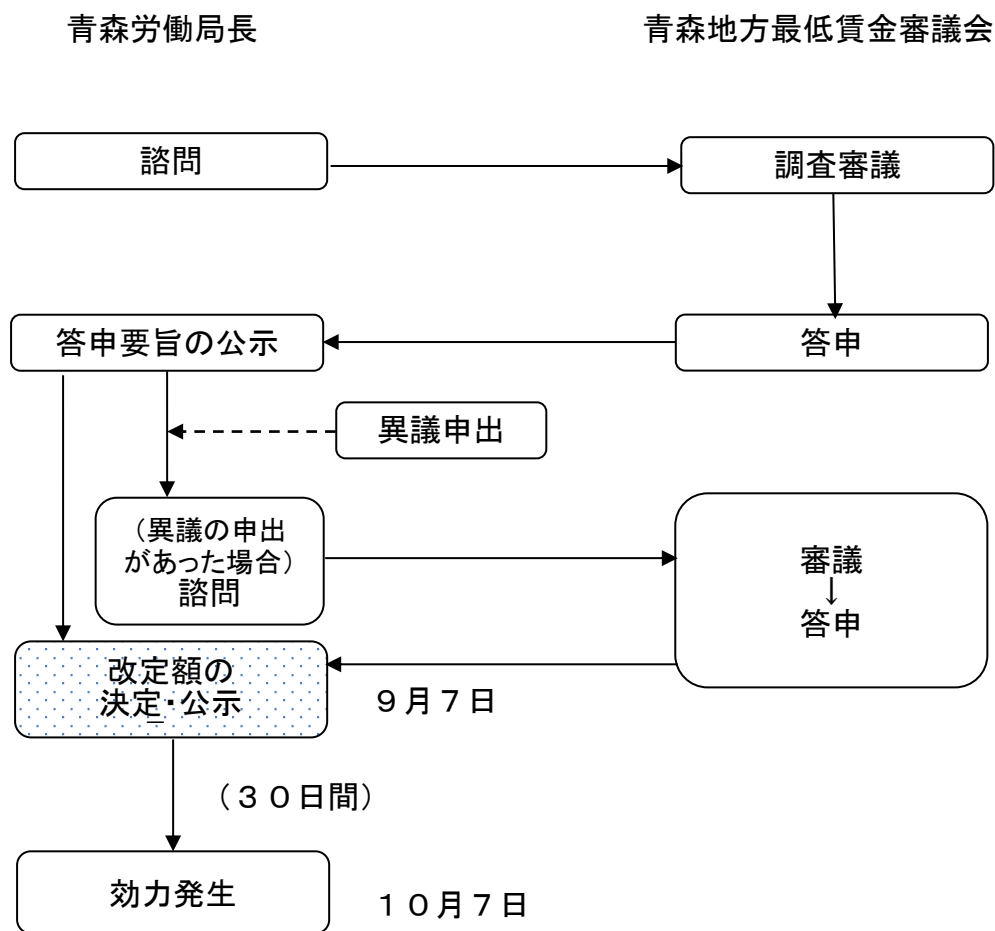 青森労働局長
青森地方最低賃金審議会
諮問
調査審議
答申要旨の公示
答申
異議申出
（異議の申出
があった場合）
諮問
審議
↓
答申
改定額の
決定・公示
９月７日
（３０日間）
効力発生
１０月７日